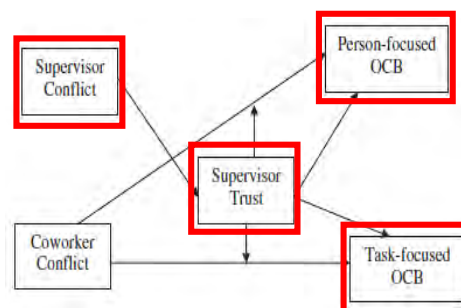 Person-focused
OCB
Supervisor
Conflict
Supervisor
Trust
Coworker
Conflict
Task-focused
OCB